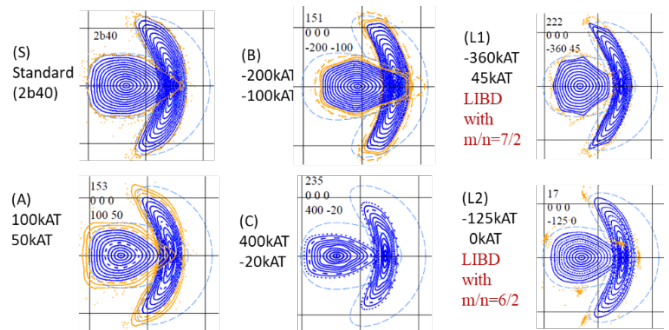 (S)
Standard
(2b40)
2b40
(B)
-200kAT
-100kAT
151
0 0 0
-200 -100
(L1)
-360kAT
45kAT
LIBD
with
m/n=7/2
222
0 0 0
-360 45
(A)
100kAT
50kAT
153
0 0 0
100 50
(C)
400kAT
-20kAT
235
0 0 0
400 -20
(L2)
-125kAT
0kAT
LIBD
with
m/n=6/2
17
0 0 0
-125 0